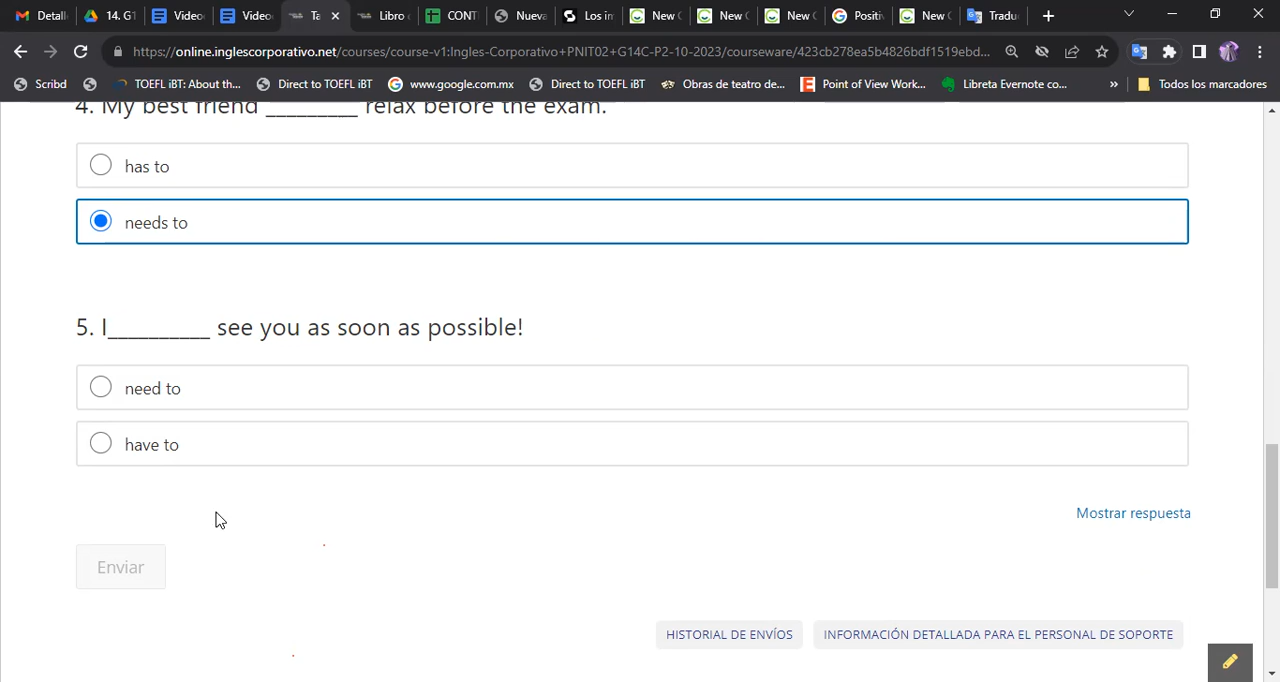 Detall
14. G1
Video
Video
Ta
Libro
CONT
Nueva
Los in
New C
New C
New C
Positiv
New C
Tradu
https://online.inglescorporativo.net/courses/course-v1:Ingles-Corporativo+PNIT02+G14C-P2-10-2023/courseware/423cb278ea5b4826bdf1519ebd...
Scribd
TOEFL iBT: About th...
Direct to TOEFL iBT
www.google.com.mx
Direct to TOEFL iBT
Obras de teatro de...
Point of View Work...
Libreta Evernote co...
»
Todos los marcadores
4. My best friend _________ relax before the exam.
has to
needs to
5. I__________ see you as soon as possible!
need to
have to
Mostrar respuesta
Enviar
HISTORIAL DE ENVÍOS
INFORMACIÓN DETALLADA PARA EL PERSONAL DE SOPORTE